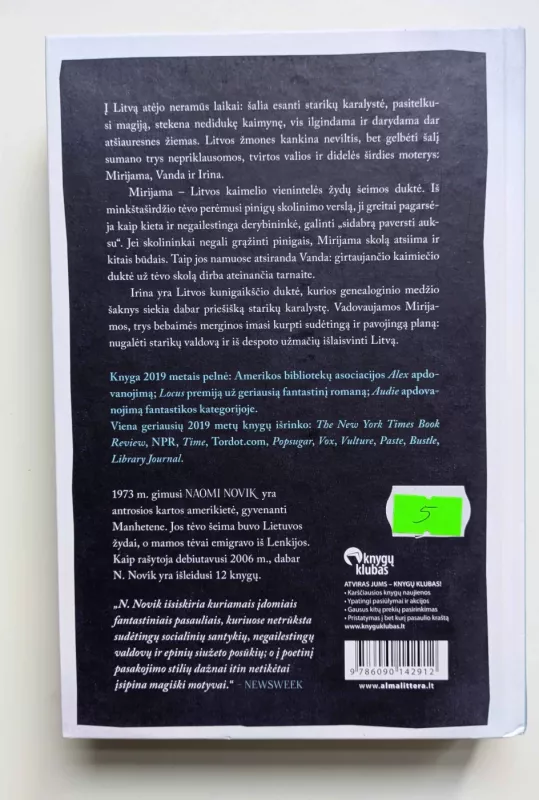 Į Litvą atėjo neramūs laikai: šalia esanti starikų karalystė, pasitelku-
si magiją, stekena nedidukę kaimynę, vis ilgindama ir darydama dar
atšiauresnes žiemas. Litvos žmones kankina neviltis, bet gelbėti šalį
sumano trys nepriklausomos, tvirtos valios ir didelės širdies moterys:
Mirijama, Vanda ir Irina.
Mirijama – Litvos kaimelio vienintelės žydų šeimos duktė. Iš
minkštaširdžio tėvo perėmusi pinigų skolinimo verslą, ji greitai pagarsė-
ja kaip kieta ir negailestinga derybininkė, galinti „sidabrą paversti auk-
su“. Jei skolininkai negali grąžinti pinigais, Mirijama skolą atsiima ir
kitais būdais. Taip jos namuose atsiranda Vanda: girtaujančio kaimiečio
duktė už tėvo skolą dirba ateinančia tarnaite.
Irina yra Litvos kunigaikščio duktė, kurios genealoginio medžio
šaknys siekia dabar priešišką starikų karalystę. Vadovaujamos Mirija-
mos, trys bebaimės merginos imasi kurpti sudėtingą ir pavojingą planą:
nugalėti starikų valdovą ir iš despoto užmačių išlaisvinti Litvą.
Knyga 2019 metais pelnė: Amerikos bibliotekų asociacijos Alex apdo-
vanojimą; Locus premiją už geriausią fantastinį romaną; Audie apdova-
nojimą fantastikos kategorijoje.
Viena geriausių 2019 metų knygų išrinko: The New York Times Book
Review, NPR, Time, Tordot.com, Popsugar, Vox, Vulture, Paste, Bustle,
Library Journal.
1973 m. gimusi NAOMI NOVIK yra
antrosios kartos amerikietė, gyvenanti
Manhetene. Jos tėvo šeima buvo Lietuvos
žydai, o mamos tėvai emigravo iš Lenkijos.
Kaip rašytoja debiutavusi 2006 m., dabar
N. Novik yra išleidusi 12 knygų.
„N. Novik išsiskiria kuriamais įdomiais
fantastiniais pasauliais, kuriuose netrūksta
sudėtingų socialinių santykių, negailestingų
valdovų ir epinių siužeto posūkių; o į poetinį
pasakojimo stilių dažnai itin netikėtai
įsipina magiški motyvai.“ – NEWSWEEK
5
knygų
klubas
ATVIRAS JUMS – KNYGŲ KLUBAS!
• Karščiausios knygų naujienos
• Ypatingi pasiūlymai ir akcijos
• Gausus kitų prekių pasirinkimas
• Pristatymas į bet kurį pasaulio kraštą
www.knyguklubas.lt
9 786090 142912
www.almalittera.lt